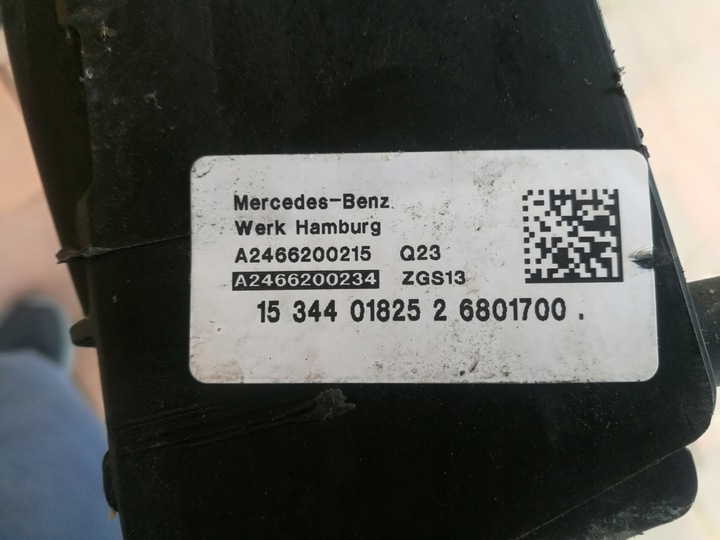 Mercedes-Benz
Werk Hamburg
A2466200215 Q23
A2466200234 ZGS13
15 344 01825 2 6801700 .